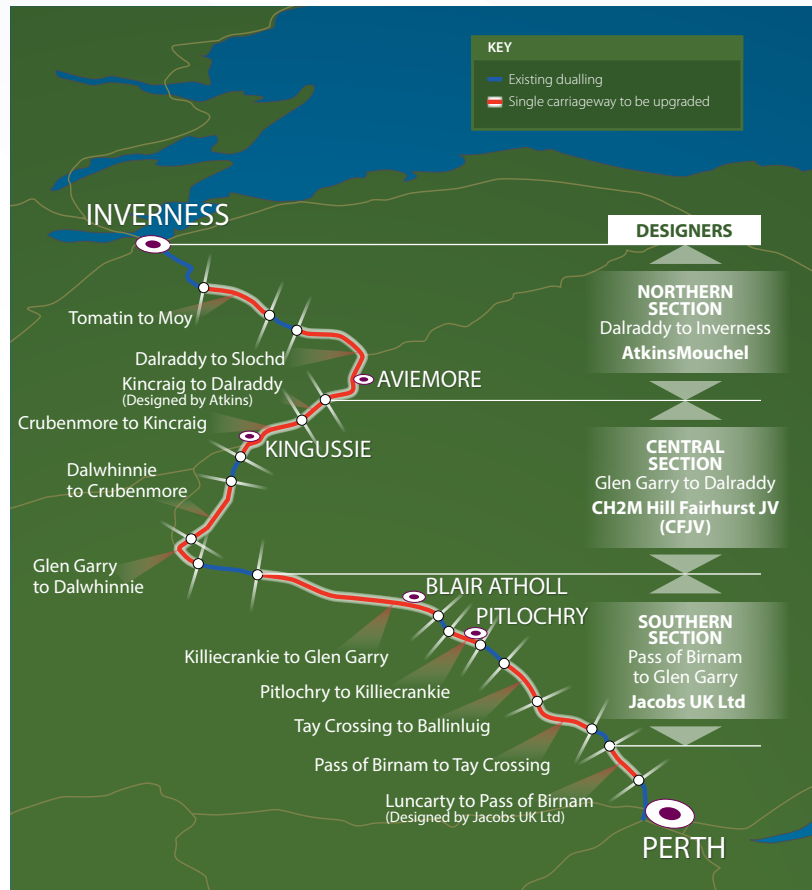 KEY
Existing dualling
Single carriageway to be upgraded
INVERNESS
DESIGNERS
NORTHERN
SECTION
Dalraddy to Inverness
AtkinsMouchel
Tomatin to Moy
Dalraddy to Slochd
Kincraig to Dalraddy
(Designed by Atkins)
AVIEMORE
Crubenmore to Kincraig
KINGUSSIE
CENTRAL
SECTION
Glen Garry to Dalraddy
CH2M Hill Fairhurst JV
(CFJV)
Dalwhinnie
to Crubenmore
Glen Garry
to Dalwhinnie
BLAIR ATHOLL
PITLOCHRY
SOUTHERN
SECTION
Pass of Birnam
to Glen Garry
Jacobs UK Ltd
Killiecrankie to Glen Garry
Pitlochry to Killiecrankie
Tay Crossing to Ballinluig
Pass of Birnam to Tay Crossing
Luncarty to Pass of Birnam
(Designed by Jacobs UK Ltd)
PERTH